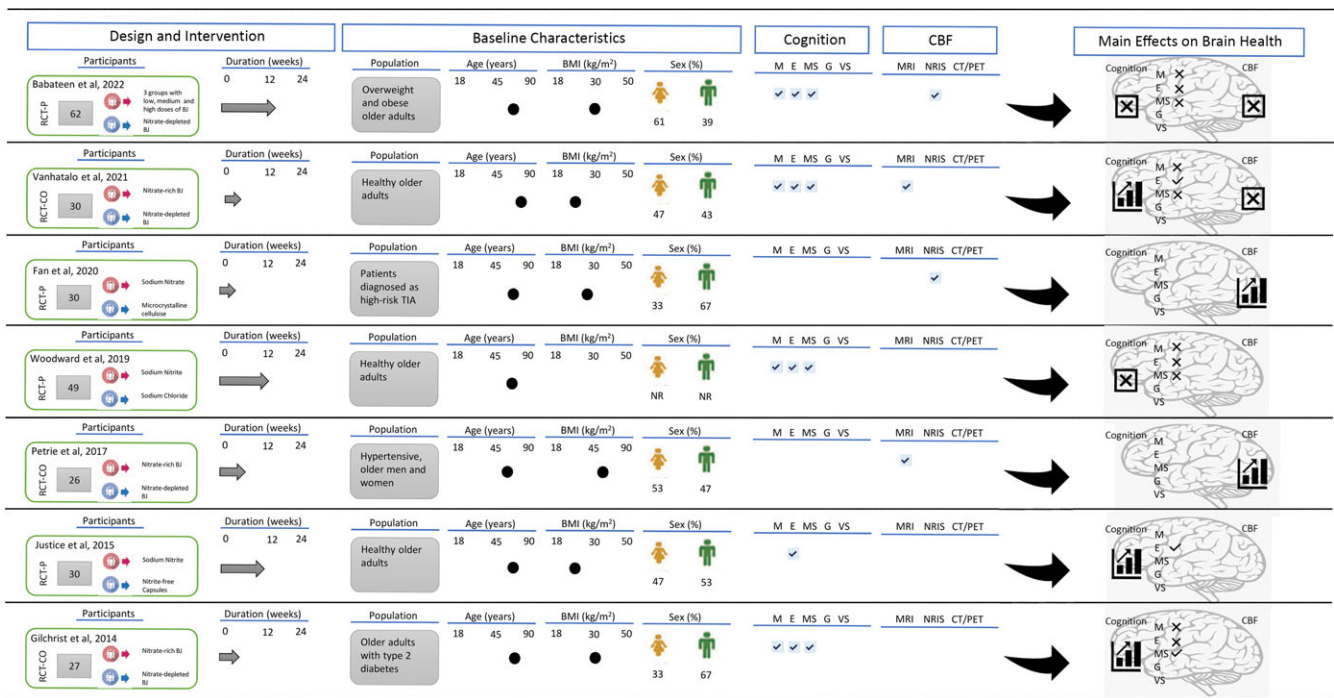 Design and Intervention
Baseline Characteristics
Cognition
CBF
Main Effects on Brain Health
Participants
Duration (weeks)
Population
Age (years)
BMI (kg/m²)
Sex (%)
M E MS G VS
MRI NRIS CT/PET
Cognition
CBF
Babateen et al, 2022
RCT-P
62
3 groups with
low, medium and
high doses of BJ
Nitrate-depleted
BJ
0 12 24
Overweight
and obese
older adults
18 45 90
18 30 50
61 39
M
E
MS
G
VS
Participants
Duration (weeks)
Population
Age (years)
BMI (kg/m²)
Sex (%)
M E MS G VS
MRI NRIS CT/PET
Cognition
CBF
Vanhatalo et al, 2021
RCT-CO
30
Nitrate-rich BJ
Nitrate-depleted
BJ
0 12 24
Healthy older
adults
18 45 90
18 30 50
47 43
M
E
MS
G
VS
Participants
Duration (weeks)
Population
Age (years)
BMI (kg/m²)
Sex (%)
M E MS G VS
MRI NRIS CT/PET
Cognition
CBF
Fan et al, 2020
RCT-P
30
Sodium Nitrate
Microcrystalline
cellulose
0 12 24
Patients
diagnosed as
high-risk TIA
18 45 90
18 30 50
33 67
M
E
MS
G
VS
Participants
Duration (weeks)
Population
Age (years)
BMI (kg/m²)
Sex (%)
M E MS G VS
MRI NRIS CT/PET
Cognition
CBF
Woodward et al, 2019
RCT-P
49
Sodium Nitrite
Sodium Chloride
0 12 24
Healthy older
adults
18 45 90
18 30 50
NR NR
M
E
MS
G
VS
Participants
Duration (weeks)
Population
Age (years)
BMI (kg/m²)
Sex (%)
M E MS G VS
MRI NRIS CT/PET
Cognition
CBF
Petrie et al, 2017
RCT-CO
26
Nitrate-rich BJ
Nitrate-depleted
BJ
0 12 24
Hypertensive,
older men and
women
18 45 90
18 45 90
53 47
M
E
MS
G
VS
Participants
Duration (weeks)
Population
Age (years)
BMI (kg/m²)
Sex (%)
M E MS G VS
MRI NRIS CT/PET
Cognition
CBF
Justice et al, 2015
RCT-P
30
Sodium Nitrite
Nitrite-free
Capsules
0 12 24
Healthy older
adults
18 45 90
18 30 50
47 53
M
E
MS
G
VS
Participants
Duration (weeks)
Population
Age (years)
BMI (kg/m²)
Sex (%)
M E MS G VS
MRI NRIS CT/PET
Cognition
CBF
Gilchrist et al, 2014
RCT-CO
27
Nitrate-rich BJ
Nitrate-depleted
BJ
0 12 24
Older adults
with type 2
diabetes
18 45 90
18 30 50
33 67
M
E
MS
G
VS